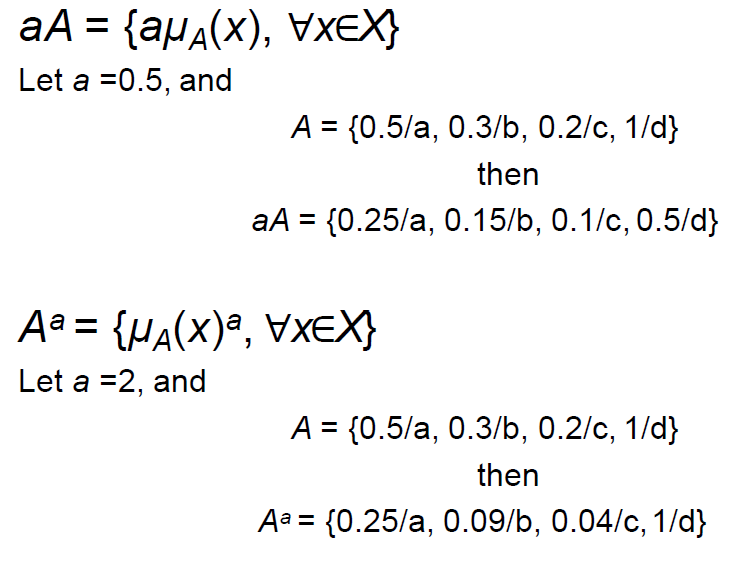 aA = {aμA(x), ∀x∈X}
Let a =0.5, and
A = {0.5/a, 0.3/b, 0.2/c, 1/d}
then
aA = {0.25/a, 0.15/b, 0.1/c, 0.5/d}
Aᵃ = {μA(x)ᵃ, ∀x∈X}
Let a =2, and
A = {0.5/a, 0.3/b, 0.2/c, 1/d}
then
Aᵃ = {0.25/a, 0.09/b, 0.04/c, 1/d}